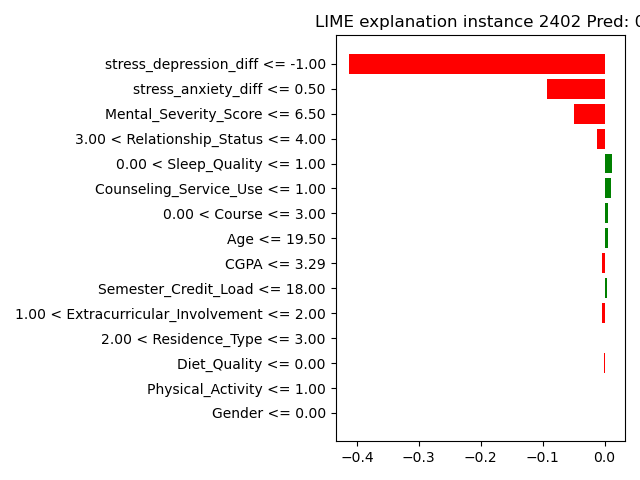 LIME explanation instance 2402 Pred: 0
stress_depression_diff <= -1.00
stress_anxiety_diff <= 0.50
Mental_Severity_Score <= 6.50
3.00 < Relationship_Status <= 4.00
0.00 < Sleep_Quality <= 1.00
Counseling_Service_Use <= 1.00
0.00 < Course <= 3.00
Age <= 19.50
CGPA <= 3.29
Semester_Credit_Load <= 18.00
1.00 < Extracurricular_Involvement <= 2.00
2.00 < Residence_Type <= 3.00
Diet_Quality <= 0.00
Physical_Activity <= 1.00
Gender <= 0.00
−0.4 −0.3 −0.2 −0.1 0.0